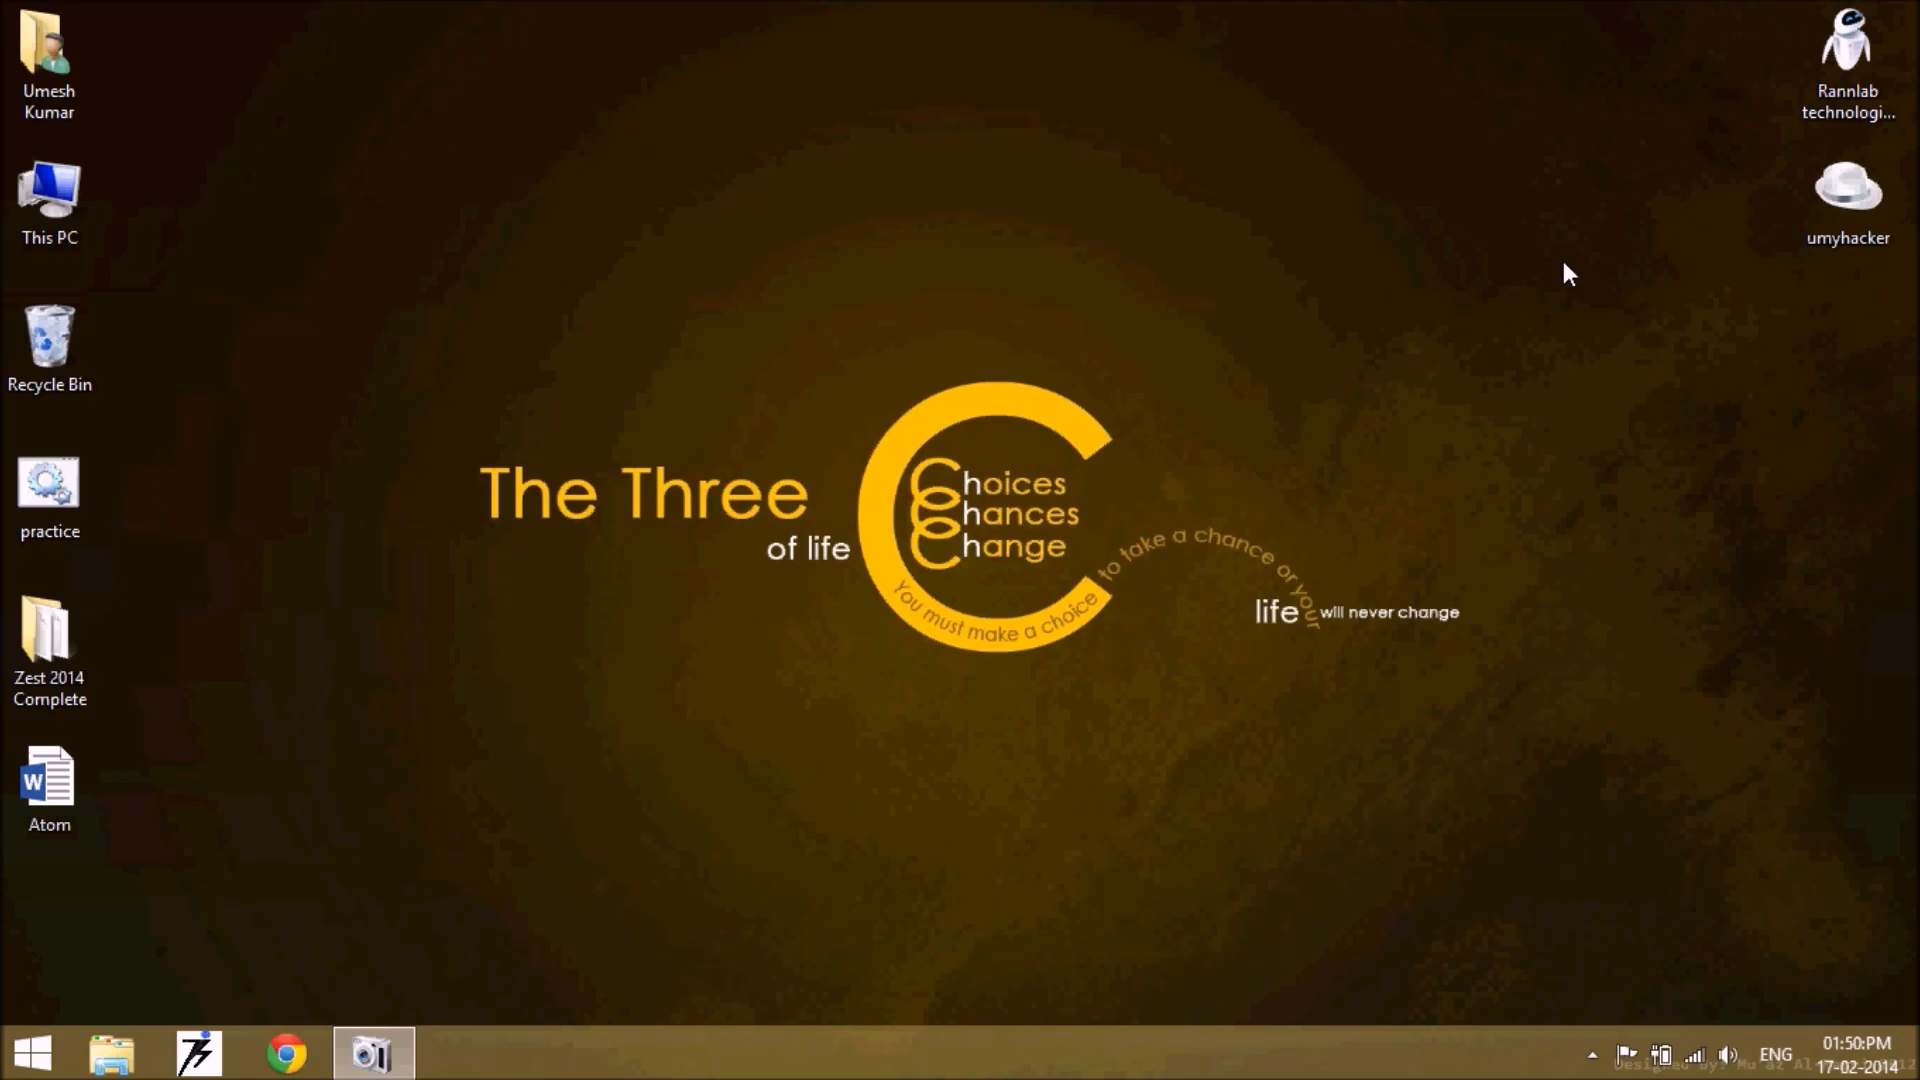 Umesh
Kumar
This PC
Recycle Bin
practice
Zest 2014
Complete
Atom
Rannlab
technologi...
umyhacker
The Three
of life
Choices
Chances
Change
You must make a choice to take a chance or your
life will never change
ENG
01:50:PM
17-02-2014